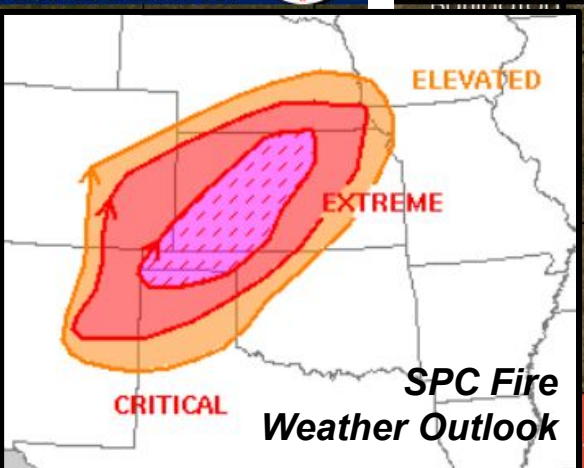 ELEVATED
EXTREME
CRITICAL
SPC Fire
Weather Outlook